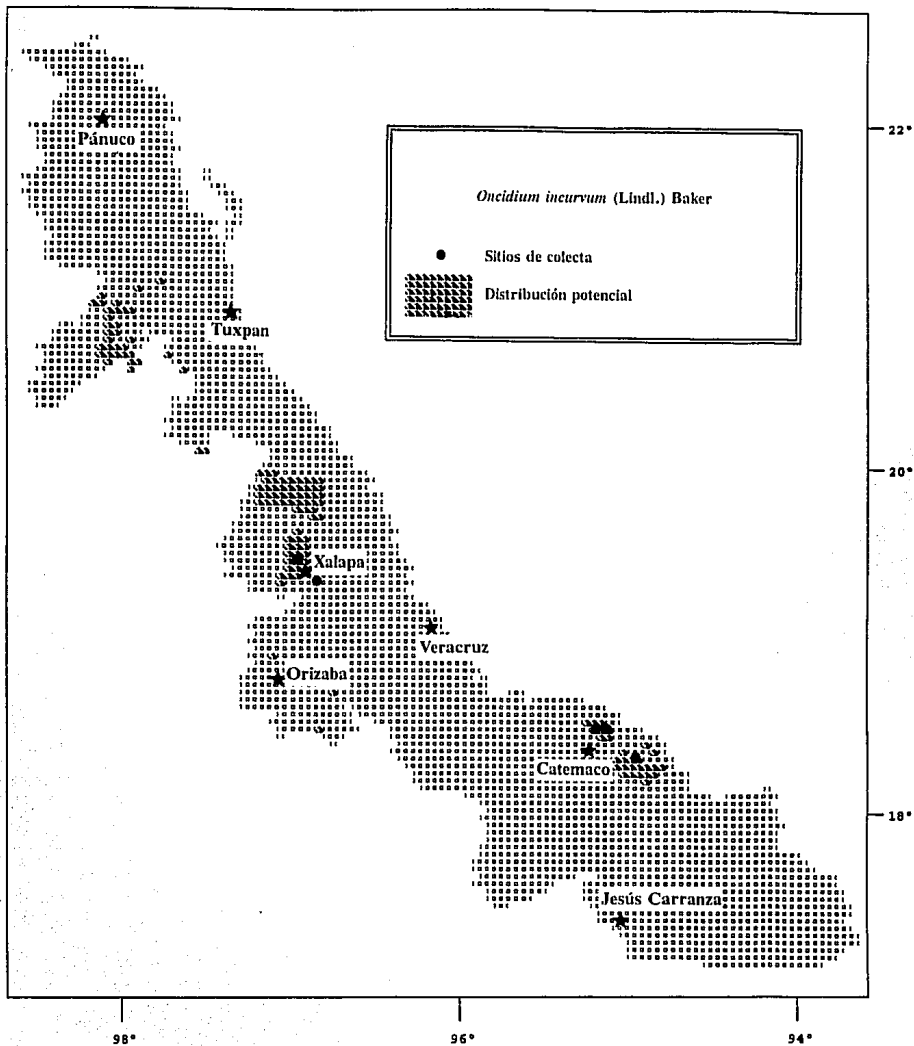 Pánuco
22°
Oncidium incurvum (Lindl.) Baker
Sitios de colecta
Distribución potencial
Tuxpan
20°
Xalapa
Veracruz
Orizaba
Catemaco
18°
Jesús Carranza
98°
96°
94°